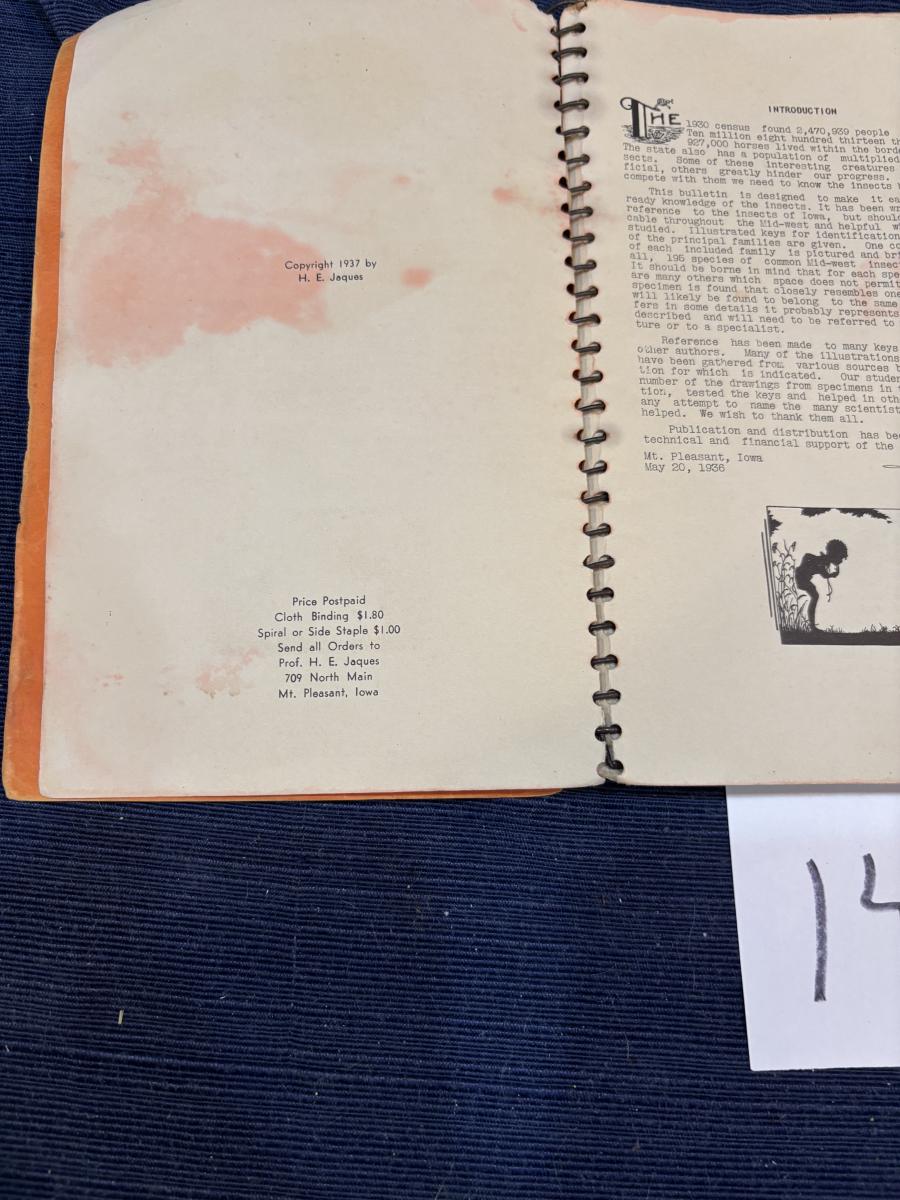 Copyright 1937 by
H. E. Jaques
Price Postpaid
Cloth Binding $1.80
Spiral or Side Staple $1.00
Send all Orders to
Prof. H. E. Jaques
709 North Main
Mt. Pleasant, Iowa
INTRODUCTION
THE 1930 census found 2,470,939 people
Ten million eight hundred thirteen
927,000 horses lived within the
The state also has a population of multiplied
sects. Some of these interesting creatures
ficial, others greatly hinder our progress.
compete with them we need to know the insects
This bulletin is designed to make it
ready knowledge of the insects. It has been
reference to the insects of Iowa, but
cable throughout the Mid-west and helpful
studied. Illustrated keys for identification
of the principal families are given. One
of each included family is pictured and
all, 195 species of common Mid-west
It should be borne in mind that for each
are many others which space does not permit
specimen is found that closely resembles one
will likely be found to belong to the same
fers in some details it probably represents
described and will need to be referred to
ture or to a specialist.
Reference has been made to many keys
other authors. Many of the illustrations
have been gathered from various sources
tion for which is indicated. Our
number of the drawings from specimens in
tion, tested the keys and helped in
any attempt to name the many
helped. We wish to thank them all.
Publication and distribution has
technical and financial support of the
Mt. Pleasant, Iowa
May 20, 1936
14